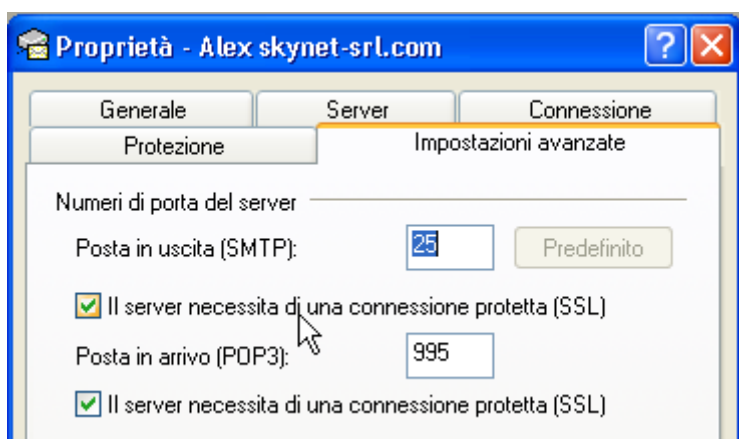 Proprietà - Alex skynet-srl.com
Generale Server Connessione
Protezione Impostazioni avanzate
Numeri di porta del server
Posta in uscita (SMTP): 25 Predefinito
Il server necessita di una connessione protetta (SSL)
Posta in arrivo (POP3): 995
Il server necessita di una connessione protetta (SSL)